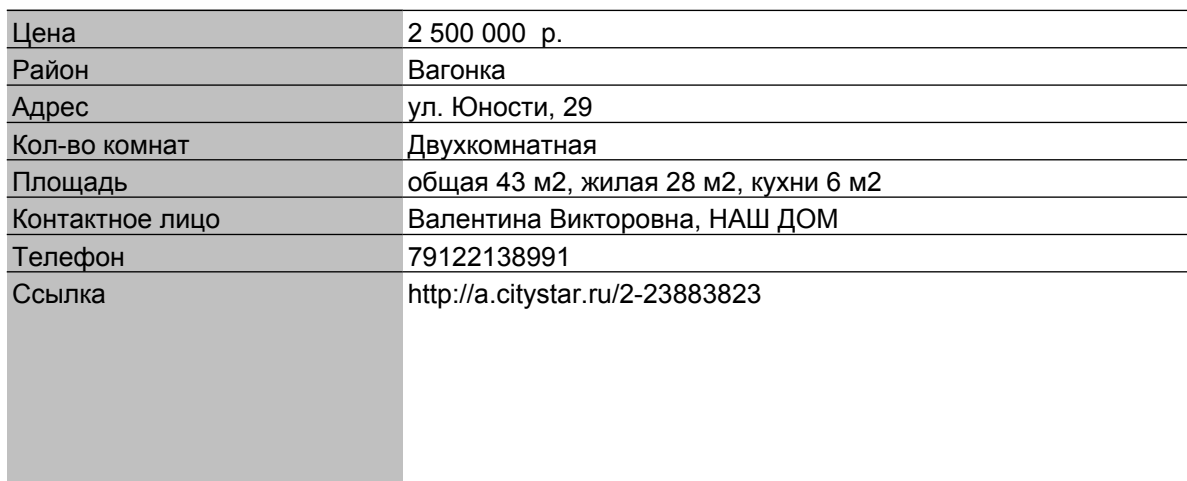 Цена 2 500 000 р.
Район Вагонка
Адрес ул. Юности, 29
Кол-во комнат Двухкомнатная
Площадь общая 43 м2, жилая 28 м2, кухни 6 м2
Контактное лицо Валентина Викторовна, НАШ ДОМ
Телефон 79122138991
Ссылка http://a.citystar.ru/2-23883823